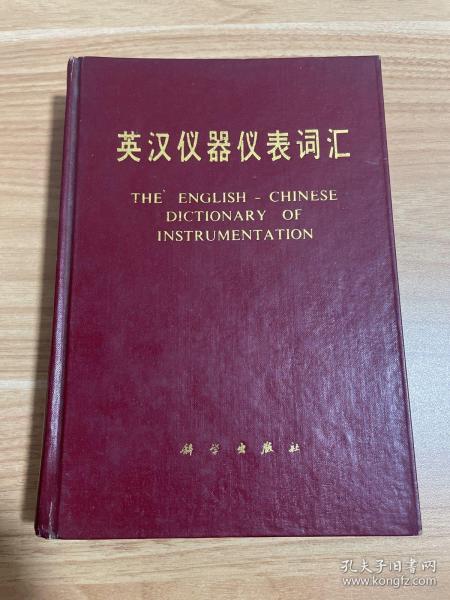 英汉仪器仪表词汇
THE ENGLISH - CHINESE
DICTIONARY OF
INSTRUMENTATION
科学出版社
孔夫子旧书网
www.kongfz.com